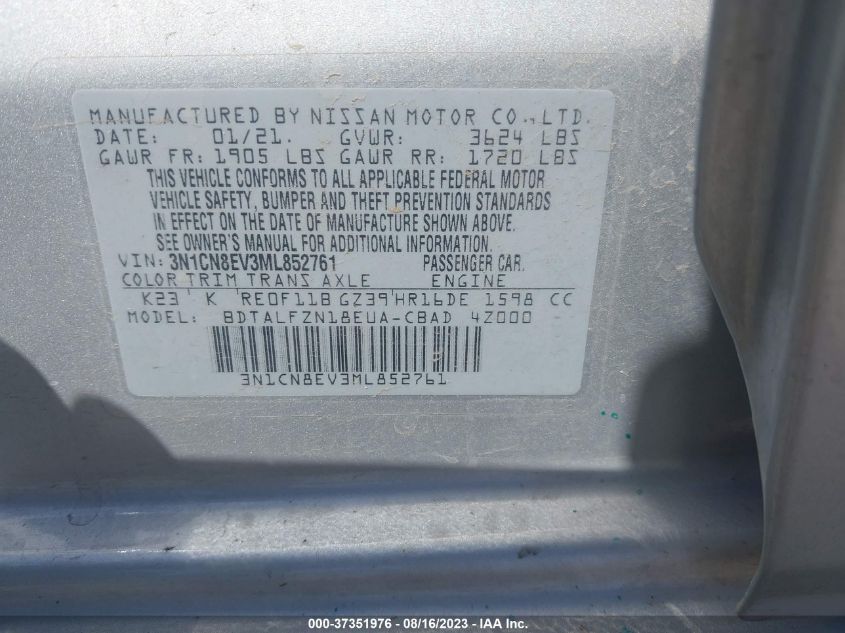 MANUFACTURED BY NISSAN MOTOR CO., LTD.
DATE: 01/21. GVWR: 3624 LBS
GAWR FR: 1905 LBS GAWR RR: 1720 LBS
THIS VEHICLE CONFORMS TO ALL APPLICABLE FEDERAL MOTOR
VEHICLE SAFETY, BUMPER AND THEFT PREVENTION STANDARDS
IN EFFECT ON THE DATE OF MANUFACTURE SHOWN ABOVE.
SEE OWNER'S MANUAL FOR ADDITIONAL INFORMATION.
VIN: 3N1CN8EV3ML852761 PASSENGER CAR.
COLOR TRIM TRANS AXLE ENGINE
K23 K RE0F11B GZ39 HR16DE 1598 CC
MODEL: BDTALFZN18EUA-CBAD 4Z000
3N1CN8EV3ML852761
000-37351976 - 08/16/2023 - Copyright © 2023 IAA, Inc.